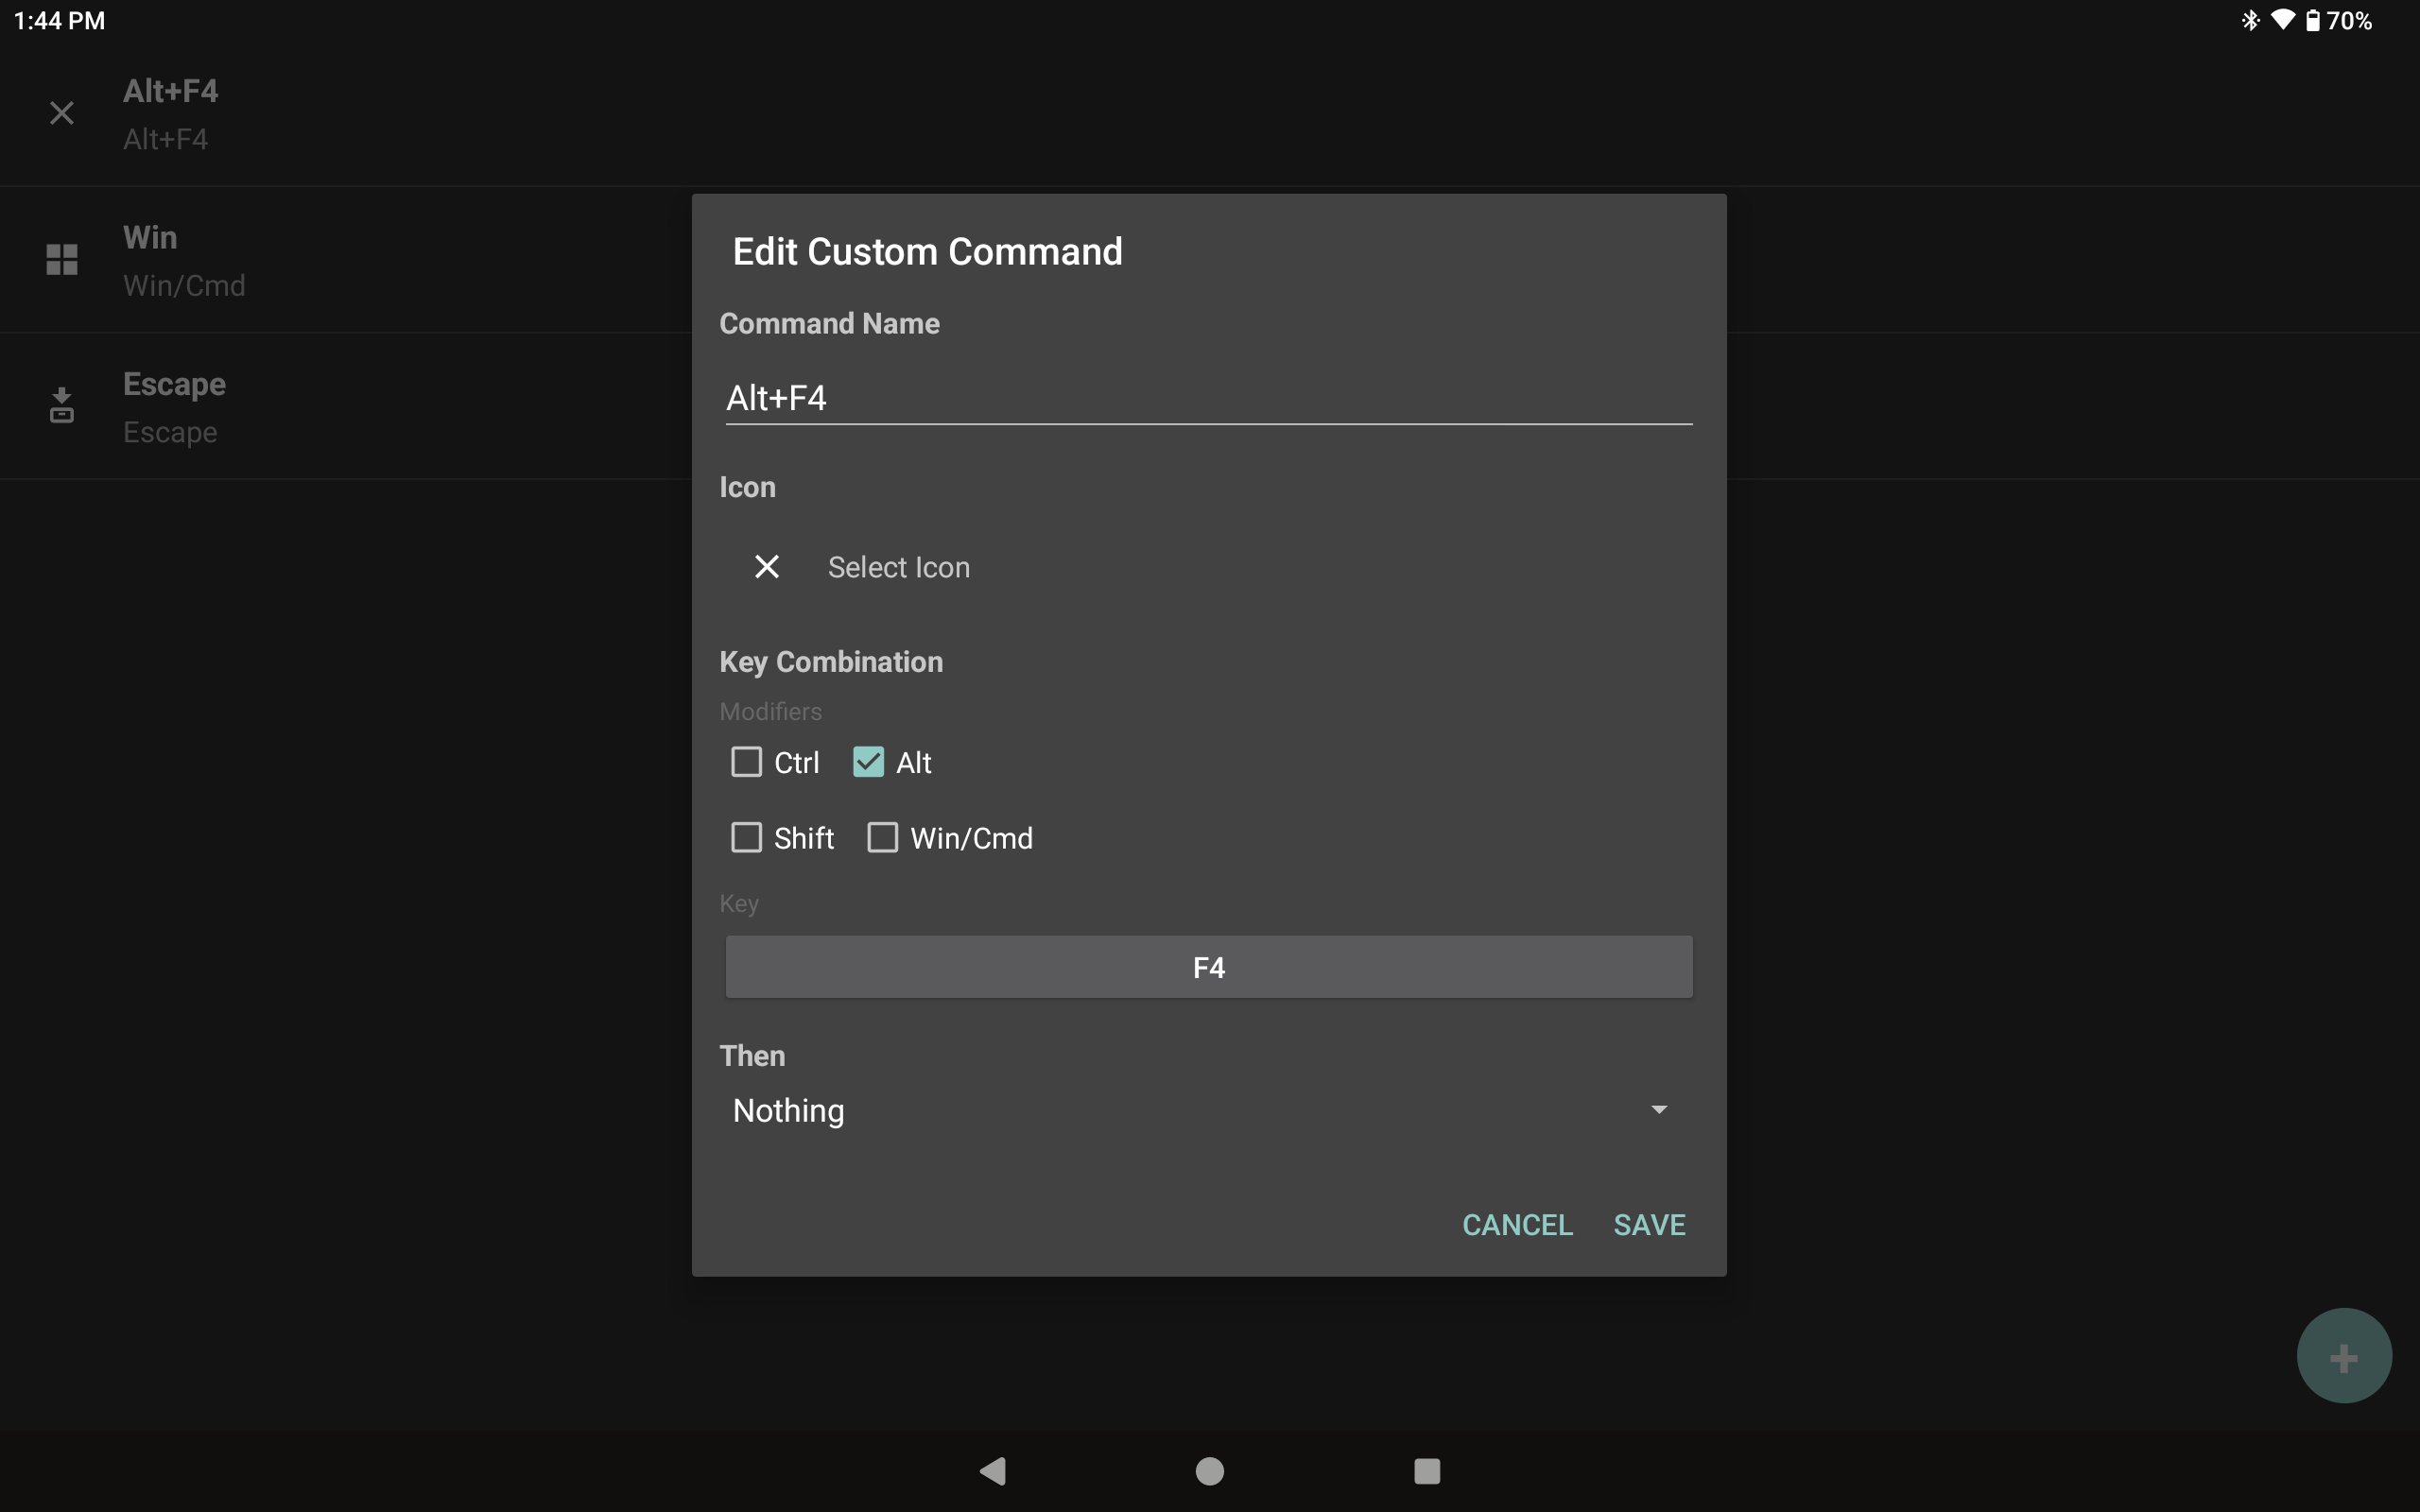 1:44 PM
70%
Alt+F4
Alt+F4
Win
Win/Cmd
Escape
Escape
Edit Custom Command
Command Name
Alt+F4
Icon
Select Icon
Key Combination
Modifiers
Ctrl Alt
Shift Win/Cmd
Key
F4
Then
Nothing
CANCEL SAVE